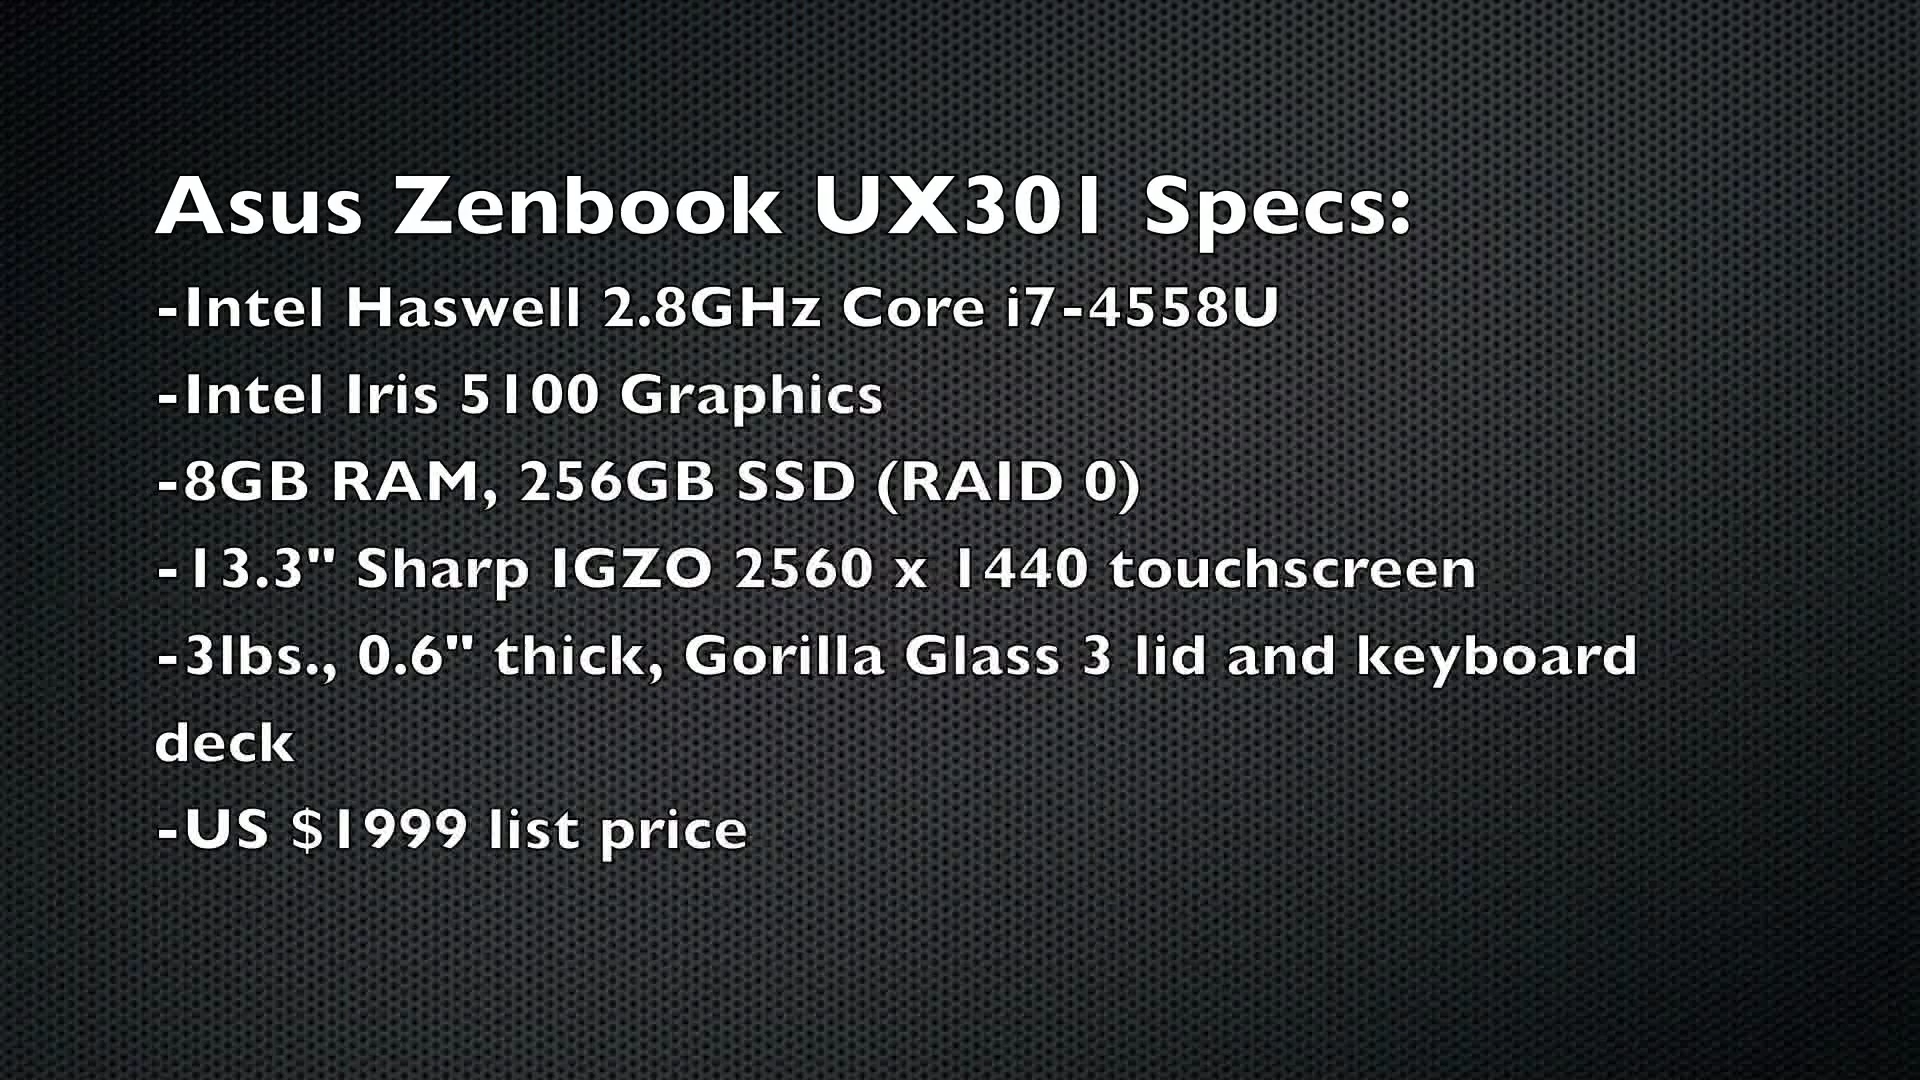 Asus Zenbook UX301 Specs:
-Intel Haswell 2.8GHz Core i7-4558U
-Intel Iris 5100 Graphics
-8GB RAM, 256GB SSD (RAID 0)
-13.3" Sharp IGZO 2560 x 1440 touchscreen
-3lbs., 0.6" thick, Gorilla Glass 3 lid and keyboard
deck
-US $1999 list price